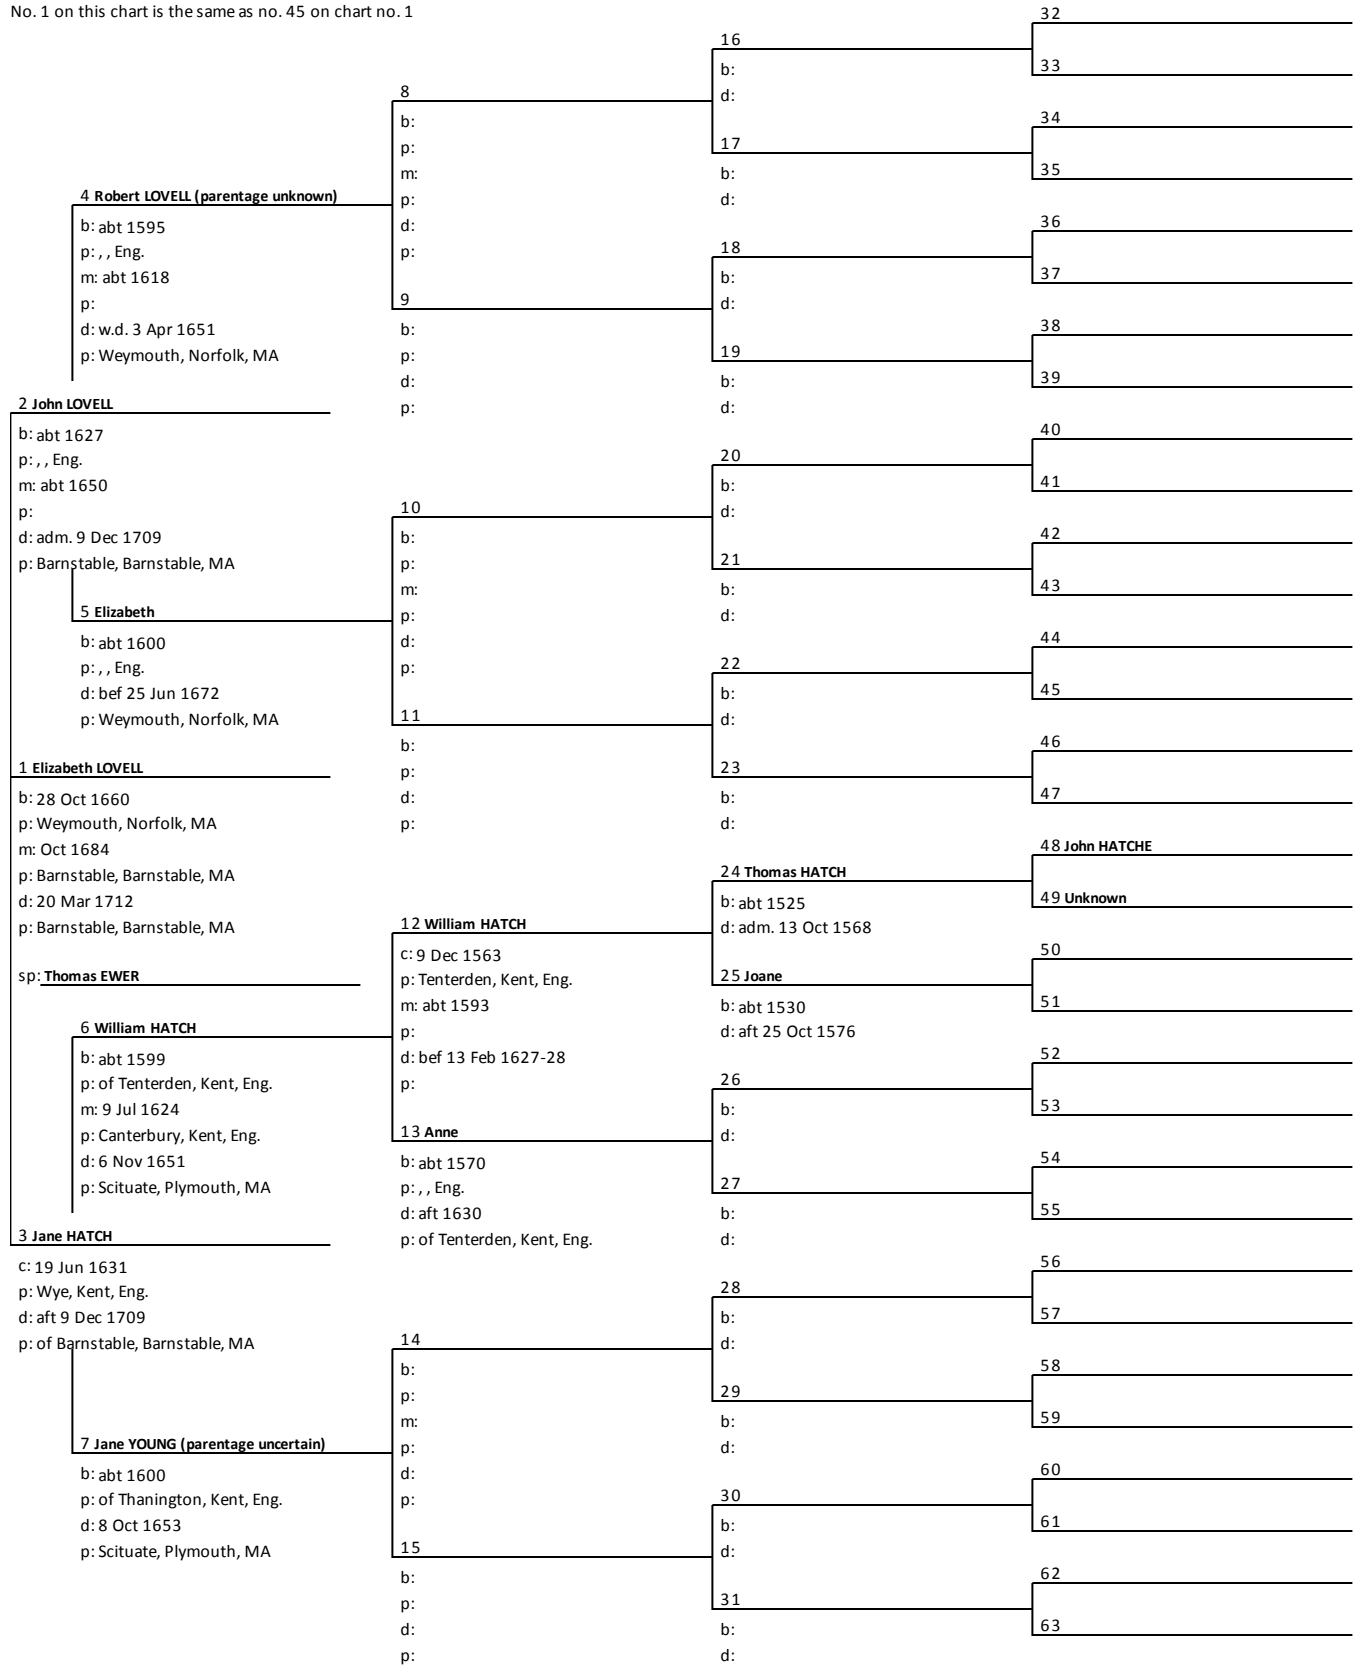 No. 1 on this chart is the same as no. 45 on chart no. 1
32
16
b:
33
d:
8
b:
34
p:
17
35
m:
b:
4 Robert LOVELL (parentage unknown)
p:
d:
b: abt 1595
d:
36
p: , , Eng.
p:
18
m: abt 1618
b:
37
p:
9
d:
d: w.d. 3 Apr 1651
b:
38
p: Weymouth, Norfolk, MA
p:
19
d:
b:
39
2 John LOVELL
p:
d:
b: abt 1627
40
p: , , Eng.
20
m: abt 1650
b:
41
p:
10
d:
d: adm. 9 Dec 1709
b:
42
p: Barnstable, Barnstable, MA
p:
21
m:
b:
43
5 Elizabeth
p:
d:
b: abt 1600
d:
44
p: , , Eng.
p:
22
d: bef 25 Jun 1672
b:
45
p: Weymouth, Norfolk, MA
11
d:
b:
46
1 Elizabeth LOVELL
p:
23
b: 28 Oct 1660
d:
b:
47
p: Weymouth, Norfolk, MA
p:
d:
m: Oct 1684
48 John HATCHE
p: Barnstable, Barnstable, MA
24 Thomas HATCH
d: 20 Mar 1712
b: abt 1525
49 Unknown
p: Barnstable, Barnstable, MA
12 William HATCH
d: adm. 13 Oct 1568
c: 9 Dec 1563
50
sp: Thomas EWER
p: Tenterden, Kent, Eng.
25 Joane
m: abt 1593
b: abt 1530
51
6 William HATCH
p:
d: aft 25 Oct 1576
b: abt 1599
d: bef 13 Feb 1627-28
52
p: of Tenterden, Kent, Eng.
p:
26
m: 9 Jul 1624
b:
53
p: Canterbury, Kent, Eng.
13 Anne
d:
d: 6 Nov 1651
b: abt 1570
54
p: Scituate, Plymouth, MA
p: , , Eng.
27
d: aft 1630
b:
55
3 Jane HATCH
p: of Tenterden, Kent, Eng.
d:
c: 19 Jun 1631
56
p: Wye, Kent, Eng.
28
d: aft 9 Dec 1709
b:
57
p: of Barnstable, Barnstable, MA
14
d:
b:
58
p:
29
m:
b:
59
7 Jane YOUNG (parentage uncertain)
p:
d:
b: abt 1600
d:
60
p: of Thanington, Kent, Eng.
p:
30
d: 8 Oct 1653
b:
61
p: Scituate, Plymouth, MA
15
d:
b:
62
p:
31
d:
b:
63
p:
d: